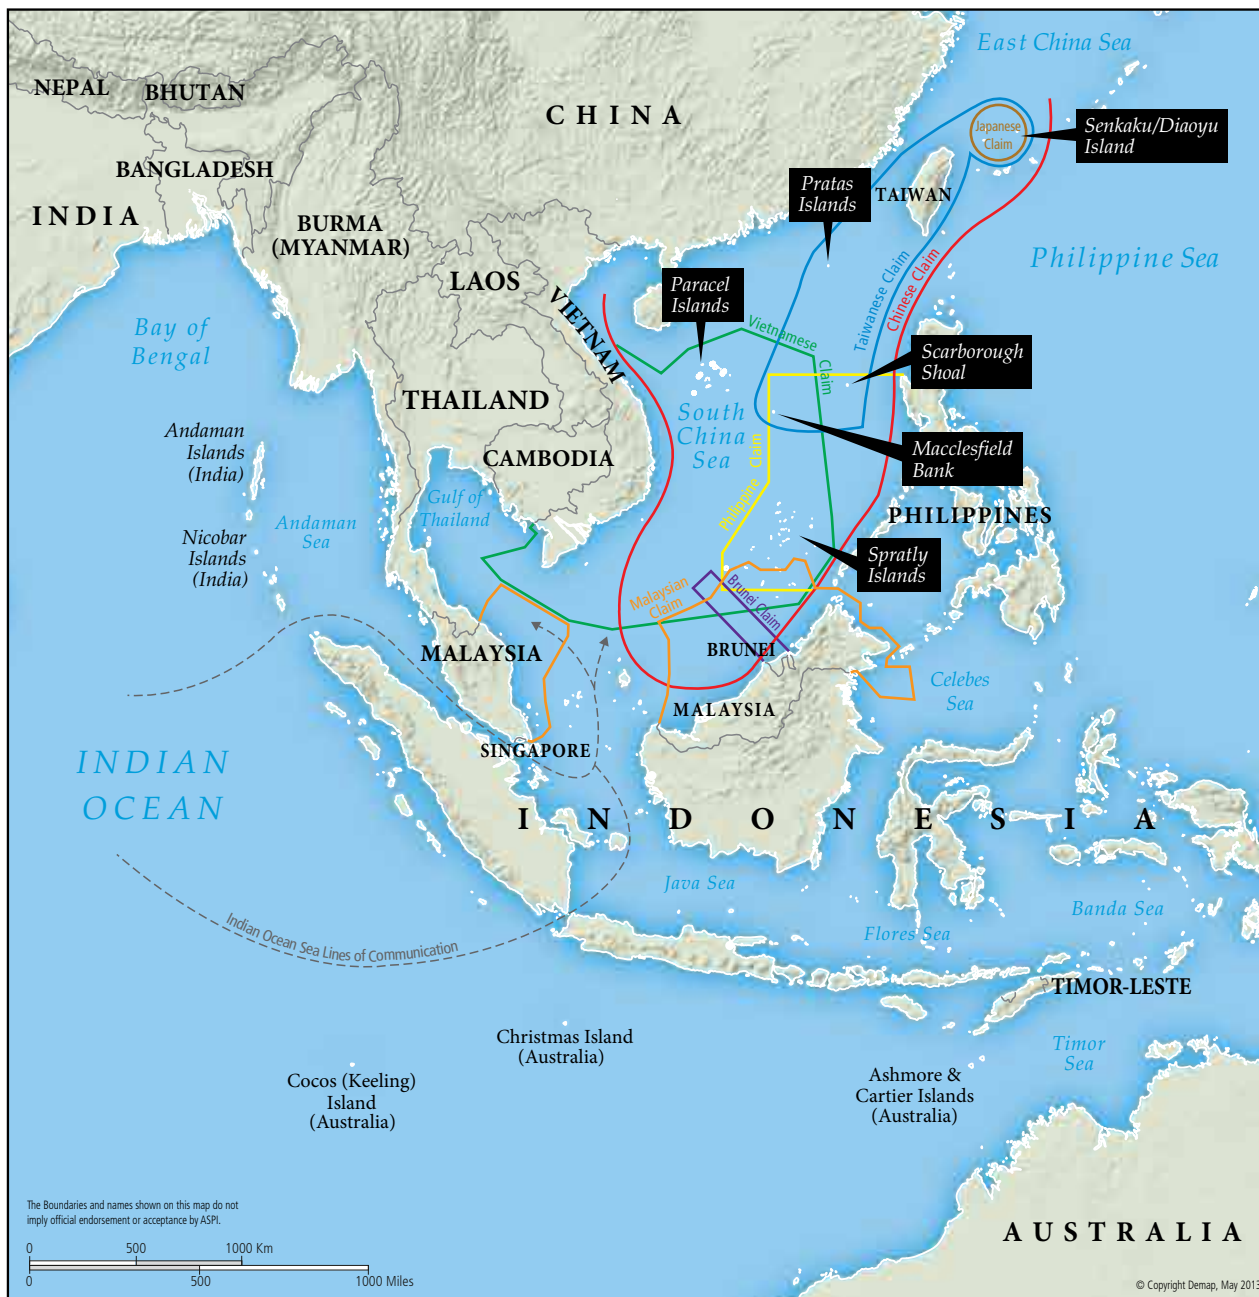 East China Sea
NEPAL
BHUTAN
CHINA
Japanese
Claim
Senkaku/Diaoyu
Island
BANGLADESH
Pratas
Islands
TAIWAN
INDIA
BURMA
(MYANMAR)
Philippine Sea
LAOS
VIETNAM
Paracel
Islands
Taiwanese Claim
Chinese Claim
Bay of
Bengal
Vietnamese
Claim
Scarborough
Shoal
THAILAND
South
China
Sea
Andaman
Islands
(India)
CAMBODIA
Philippine Claim
Macclesfield
Bank
Gulf of
Thailand
Andaman
Sea
PHILIPPINES
Nicobar
Islands
(India)
Spratly
Islands
Malaysian
Claim
Brunei Claim
MALAYSIA
BRUNEI
Celebes
Sea
MALAYSIA
SINGAPORE
INDIAN
OCEAN
INDONESIA
Java Sea
Banda Sea
Flores Sea
Indian Ocean Sea Lines of Communication
TIMOR-LESTE
Christmas Island
(Australia)
Timor
Sea
Cocos (Keeling)
Island
(Australia)
Ashmore &
Cartier Islands
(Australia)
The Boundaries and names shown on this map do not
imply official endorsement or acceptance by ASPI.
AUSTRALIA
0 500 1000 Km
0 500 1000 Miles
© Copyright Demap, May 2013